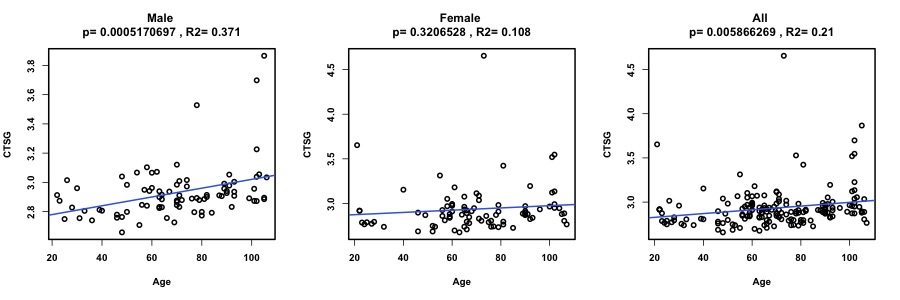 Male
p= 0.0005170697 , R2= 0.371
CTSG
3.8
3.6
3.4
3.2
3.0
2.8
20 40 60 80 100
Age
Female
p= 0.3206528 , R2= 0.108
CTSG
4.5
4.0
3.5
3.0
20 40 60 80 100
Age
All
p= 0.005866269 , R2= 0.21
CTSG
4.5
4.0
3.5
3.0
20 40 60 80 100
Age